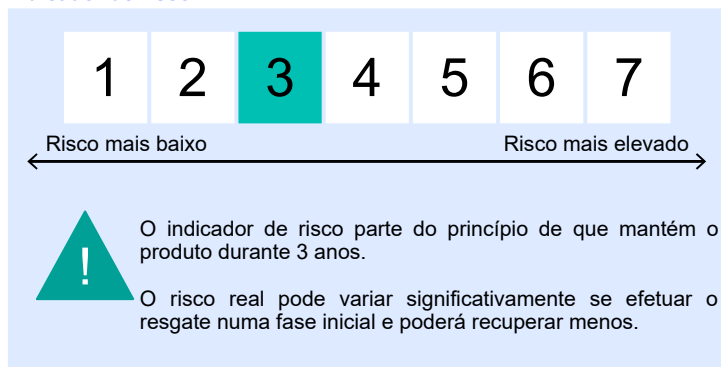 1 2 3 4 5 6 7
Risco mais baixo Risco mais elevado
!
O indicador de risco parte do princípio de que mantém o
produto durante 3 anos.
O risco real pode variar significativamente se efetuar o
resgate numa fase inicial e poderá recuperar menos.